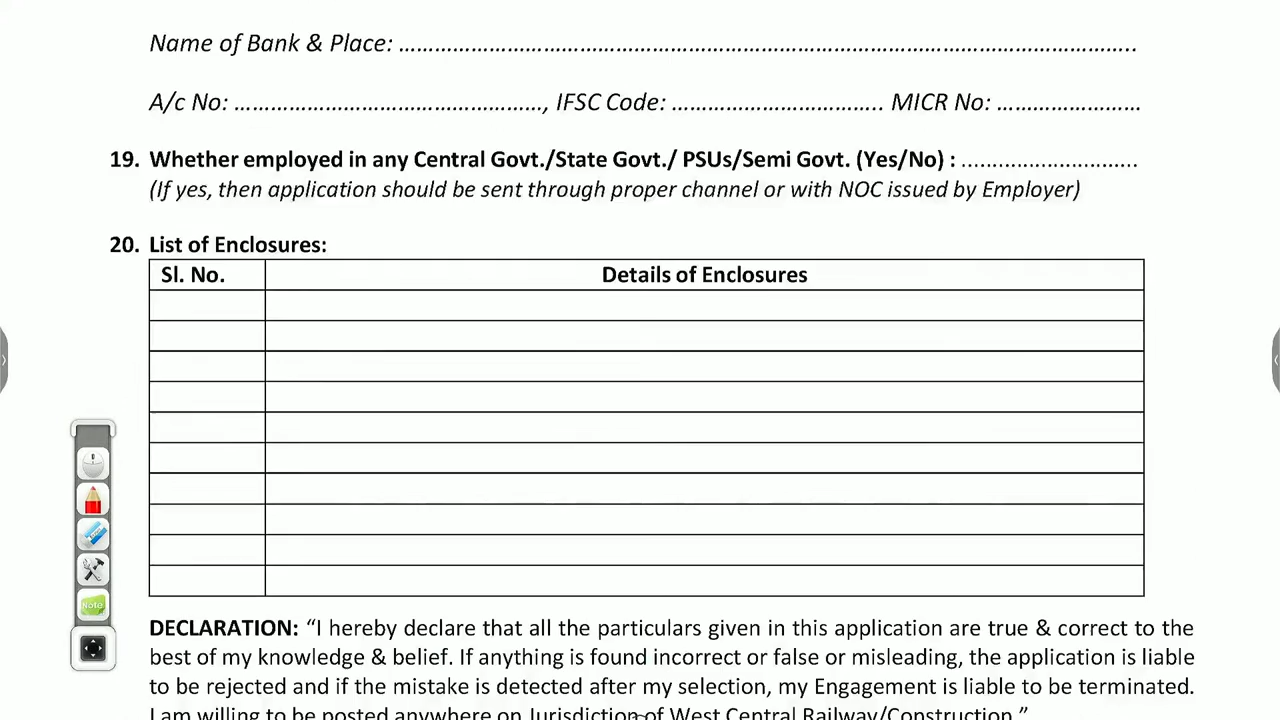 Name of Bank & Place: ……………………………………………………………………………………………………………..
A/c No: ……………………………………………., IFSC Code: …………………………….. MICR No: ……………………
19. Whether employed in any Central Govt./State Govt./ PSUs/Semi Govt. (Yes/No) : ..............................
(If yes, then application should be sent through proper channel or with NOC issued by Employer)
20. List of Enclosures:
Sl. No. Details of Enclosures
Note
DECLARATION: “I hereby declare that all the particulars given in this application are true & correct to the
best of my knowledge & belief. If anything is found incorrect or false or misleading, the application is liable
to be rejected and if the mistake is detected after my selection, my Engagement is liable to be terminated.
I am willing to be posted anywhere on Jurisdiction of West Central Railway/Construction.”